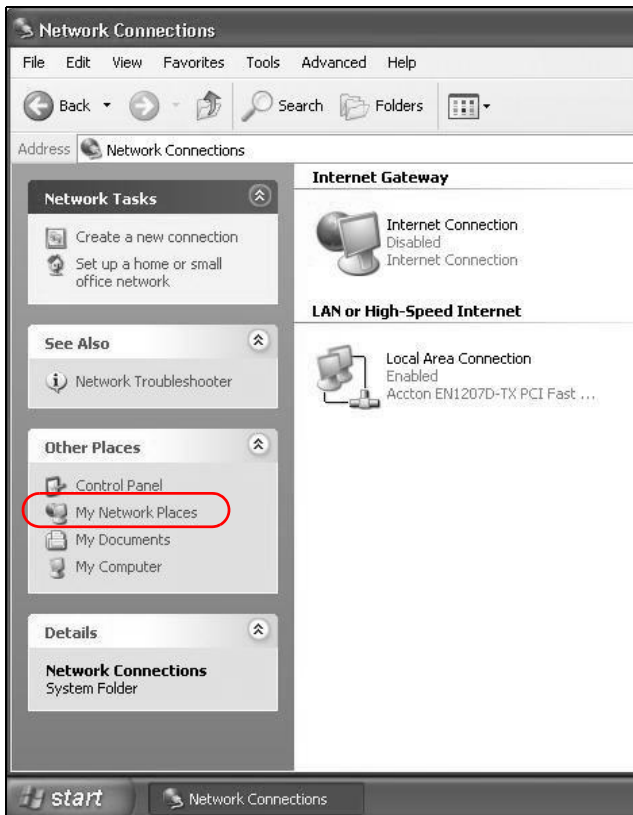 Network Connections
File Edit View Favorites Tools Advanced Help
Back Search Folders
Address Network Connections
Network Tasks
Create a new connection
Set up a home or small
office network
See Also
Network Troubleshooter
Other Places
Control Panel
My Network Places
My Documents
My Computer
Details
Network Connections
System Folder
Internet Gateway
Internet Connection
Disabled
Internet Connection
LAN or High-Speed Internet
Local Area Connection
Enabled
Accton EN1207D-TX PCI Fast ...
start Network Connections